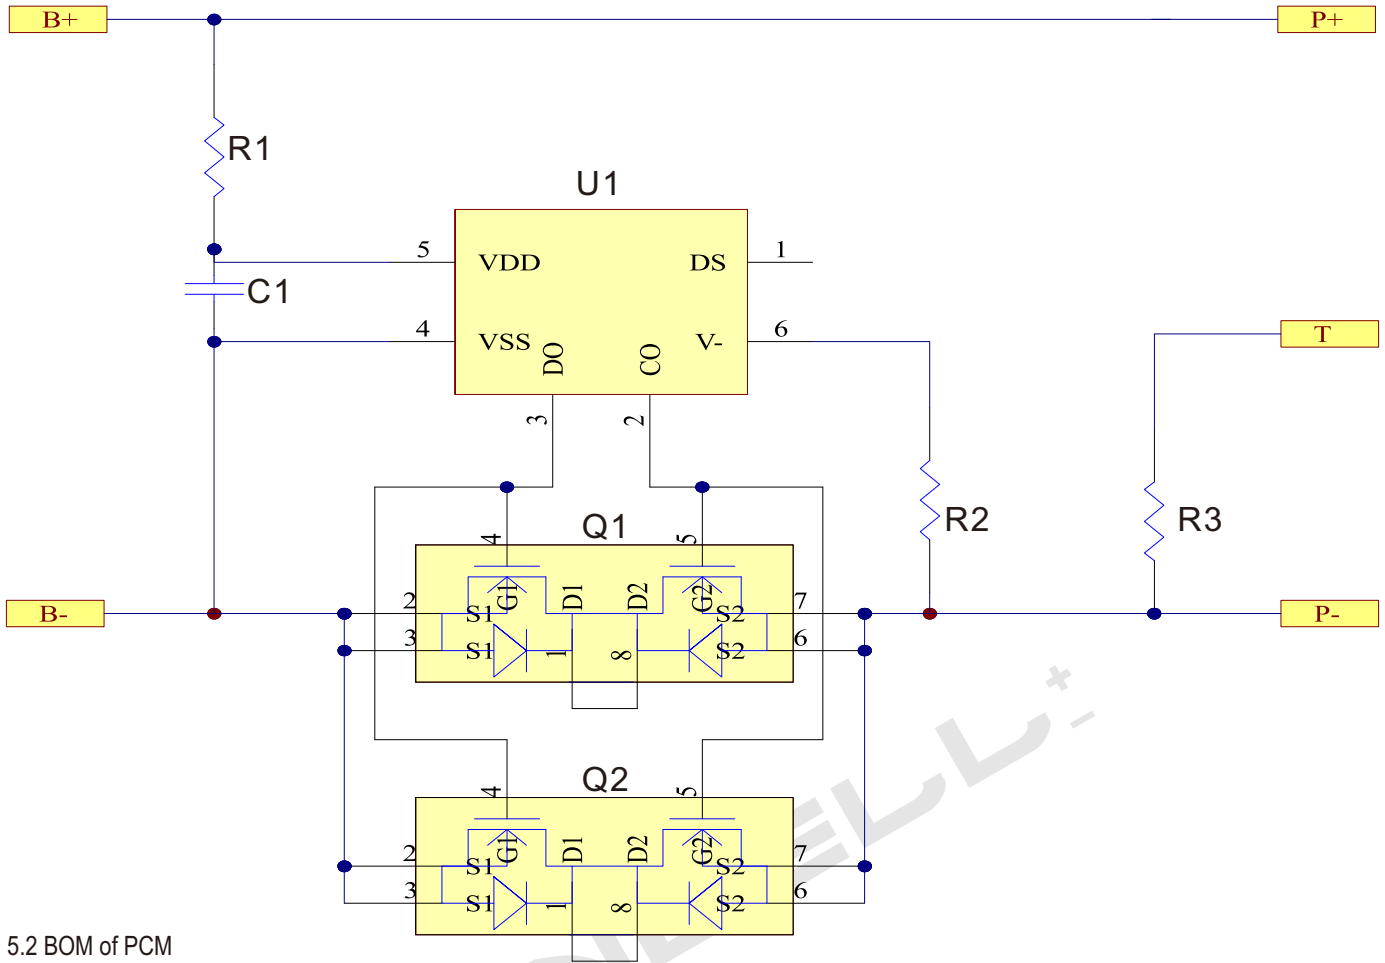 B+
P+
R1
U1
5
VDD
DS
1
C1
4
VSS
V-
6
DO
CO
T
3
2
R2
R3
Q1
4
5
B-
2
S1
G1
D1
D2
G2
S2
7
P-
3
S1
1
8
S2
6
Q2
4
5
2
S1
G1
D1
D2
G2
S2
7
3
S1
1
8
S2
6
5.2 BOM of PCM